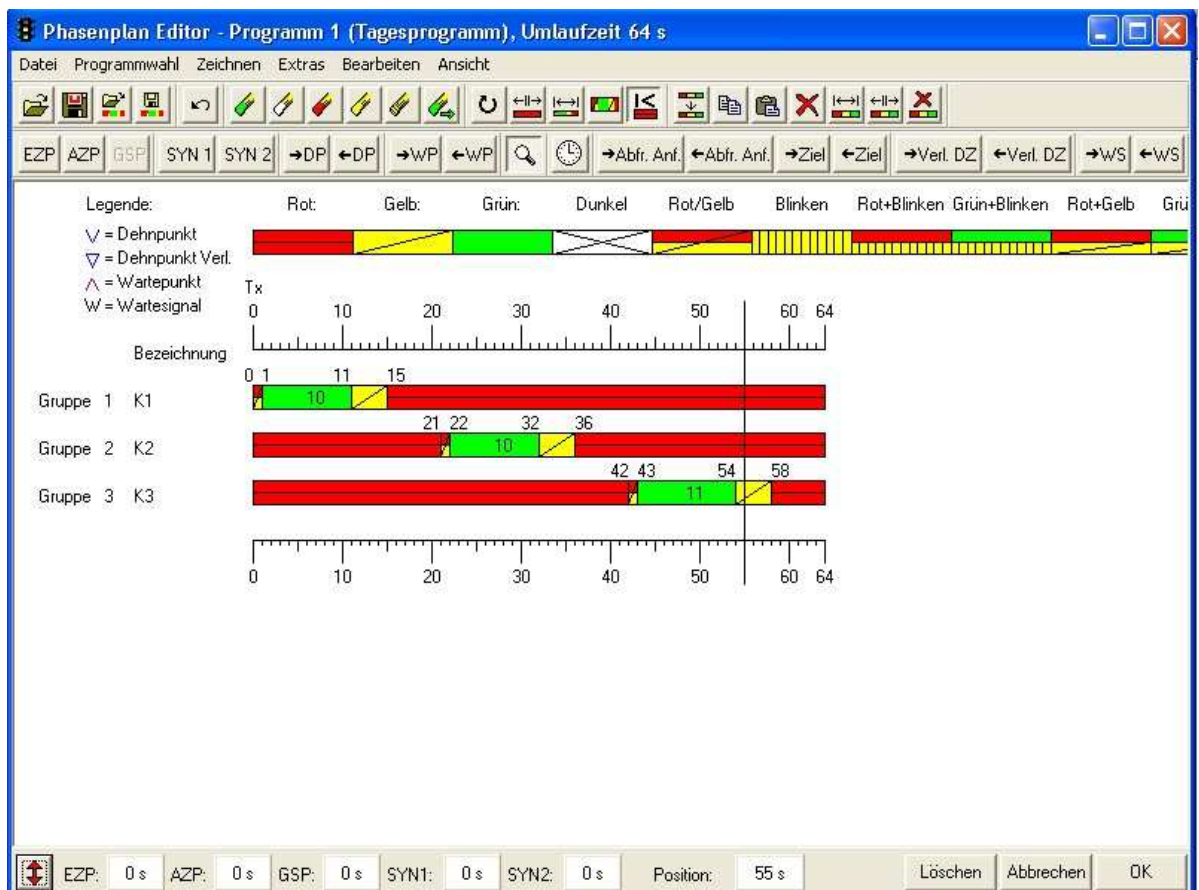 Phasenplan Editor - Programm 1 (Tagesprogramm), Umlaufzeit 64 s
Datei Programmwahl Zeichnen Extras Bearbeiten Ansicht
EZP AZP GSP SYN 1 SYN 2 →DP ←DP →WP ←WP →Abfr. Anf. ←Abfr. Anf. →Ziel ←Ziel →Verl. DZ ←Verl. DZ →WS ←WS
Legende: Rot: Gelb: Grün: Dunkel Rot/Gelb Blinken Rot+Blinken Grün+Blinken Rot+Gelb Grü
= Dehnpunkt
= Dehnpunkt Verl.
= Wartepunkt
W = Wartesignal
Tx
0 10 20 30 40 50 60 64
Bezeichnung
0 1 11 15
Gruppe 1 K1 10
21 22 32 36
Gruppe 2 K2 10
42 43 54 58
Gruppe 3 K3 11
0 10 20 30 40 50 60 64
EZP: 0 s AZP: 0 s GSP: 0 s SYN1: 0 s SYN2: 0 s Position: 55 s Löschen Abbrechen OK